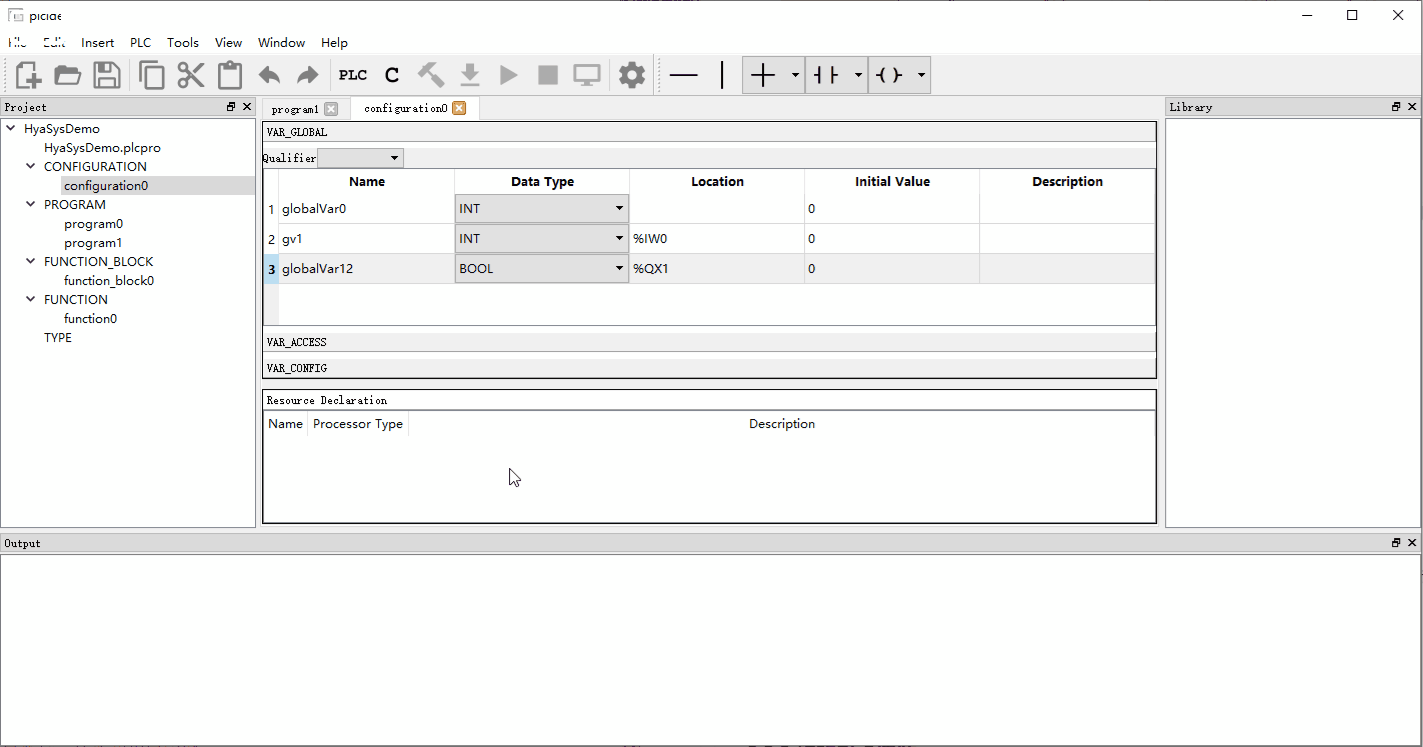 plcide
File Edit Insert PLC Tools View Window Help
PLC C
Project
HyaSysDemo
HyaSysDemo.plcpro
CONFIGURATION
configuration0
PROGRAM
program0
program1
FUNCTION_BLOCK
function_block0
FUNCTION
function0
TYPE
program1 configuration0
VAR_GLOBAL
Qualifier
Name Data Type Location Initial Value Description
1 globalVar0 INT 0
2 gv1 INT %IW0 0
3 globalVar12 BOOL %QX1 0
VAR_ACCESS
VAR_CONFIG
Resource Declaration
Name Processor Type Description
Library
Output